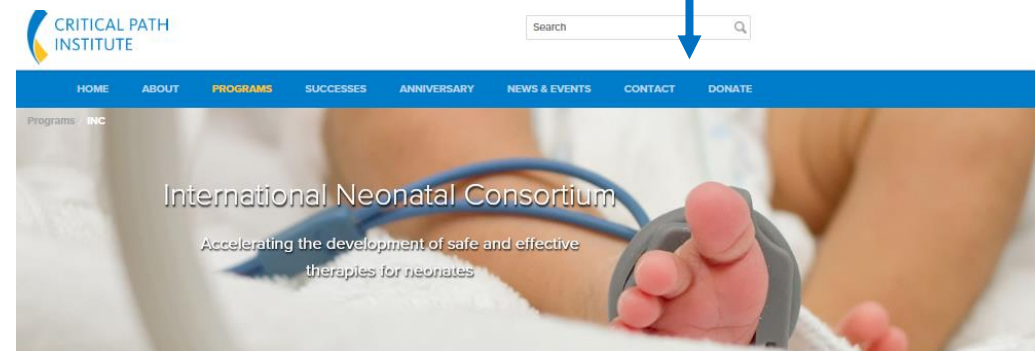 CRITICAL PATH
INSTITUTE
Search
HOME ABOUT PROGRAMS SUCCESSES ANNIVERSARY NEWS & EVENTS CONTACT DONATE
Programs / INC
International Neonatal Consortium
Accelerating the development of safe and effective
therapies for neonates